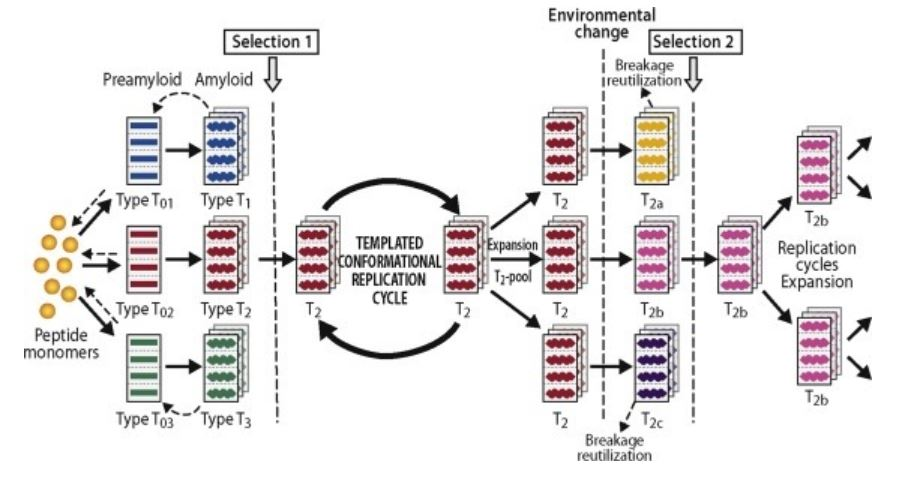 Environmental
change
Selection 1
Selection 2
Breakage
reutilization
Preamyloid
Amyloid
Type T01
Type T1
T2
T2a
T2b
TEMPLATED
CONFORMATIONAL
REPLICATION
CYCLE
Expansion
T2-pool
Replication
cycles
Expansion
Type T02
Type T2
T2
T2
T2
T2b
T2b
Peptide
monomers
Type T03
Type T3
T2
T2c
T2b
Breakage
reutilization